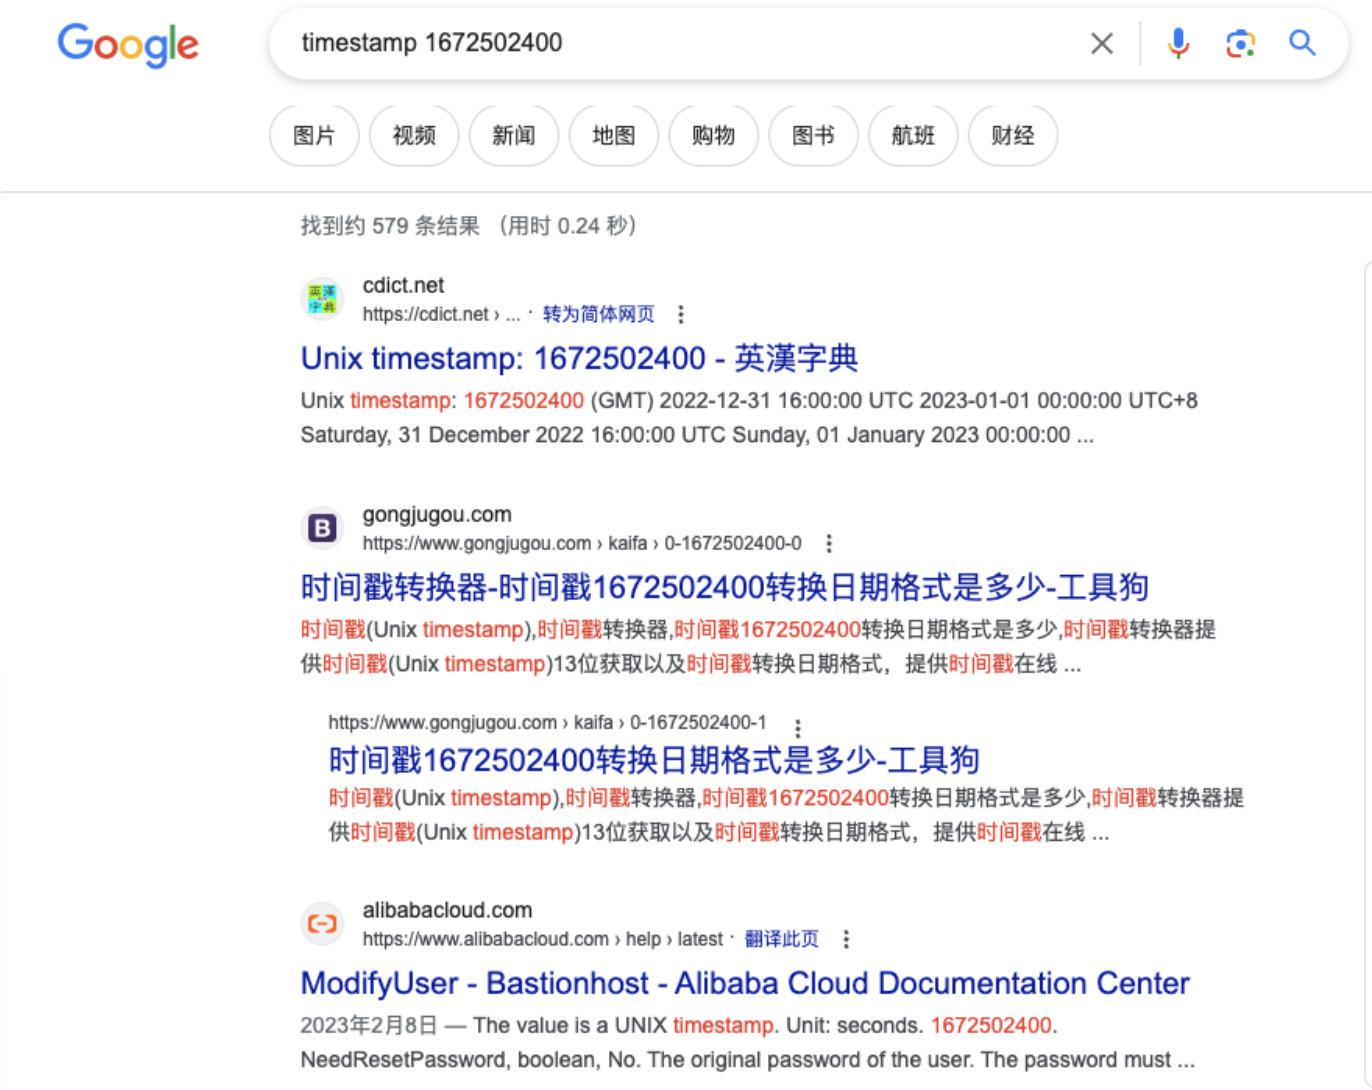 Google
timestamp 1672502400
图片 视频 新闻 地图 购物 图书 航班 财经
找到约 579 条结果 （用时 0.24 秒）
英漢字典
cdict.net
https://cdict.net › ... · 转为简体网页
Unix timestamp: 1672502400 - 英漢字典
Unix timestamp: 1672502400 (GMT) 2022-12-31 16:00:00 UTC 2023-01-01 00:00:00 UTC+8
Saturday, 31 December 2022 16:00:00 UTC Sunday, 01 January 2023 00:00:00 ...
B
gongjugou.com
https://www.gongjugou.com › kaifa › 0-1672502400-0
时间戳转换器-时间戳1672502400转换日期格式是多少-工具狗
时间戳(Unix timestamp),时间戳转换器,时间戳1672502400转换日期格式是多少,时间戳转换器提
供时间戳(Unix timestamp)13位获取以及时间戳转换日期格式，提供时间戳在线 ...
https://www.gongjugou.com › kaifa › 0-1672502400-1
时间戳1672502400转换日期格式是多少-工具狗
时间戳(Unix timestamp),时间戳转换器,时间戳1672502400转换日期格式是多少,时间戳转换器提
供时间戳(Unix timestamp)13位获取以及时间戳转换日期格式，提供时间戳在线 ...
alibabacloud.com
https://www.alibabacloud.com › help › latest · 翻译此页
ModifyUser - Bastionhost - Alibaba Cloud Documentation Center
2023年2月8日 — The value is a UNIX timestamp. Unit: seconds. 1672502400.
NeedResetPassword, boolean, No. The original password of the user. The password must ...